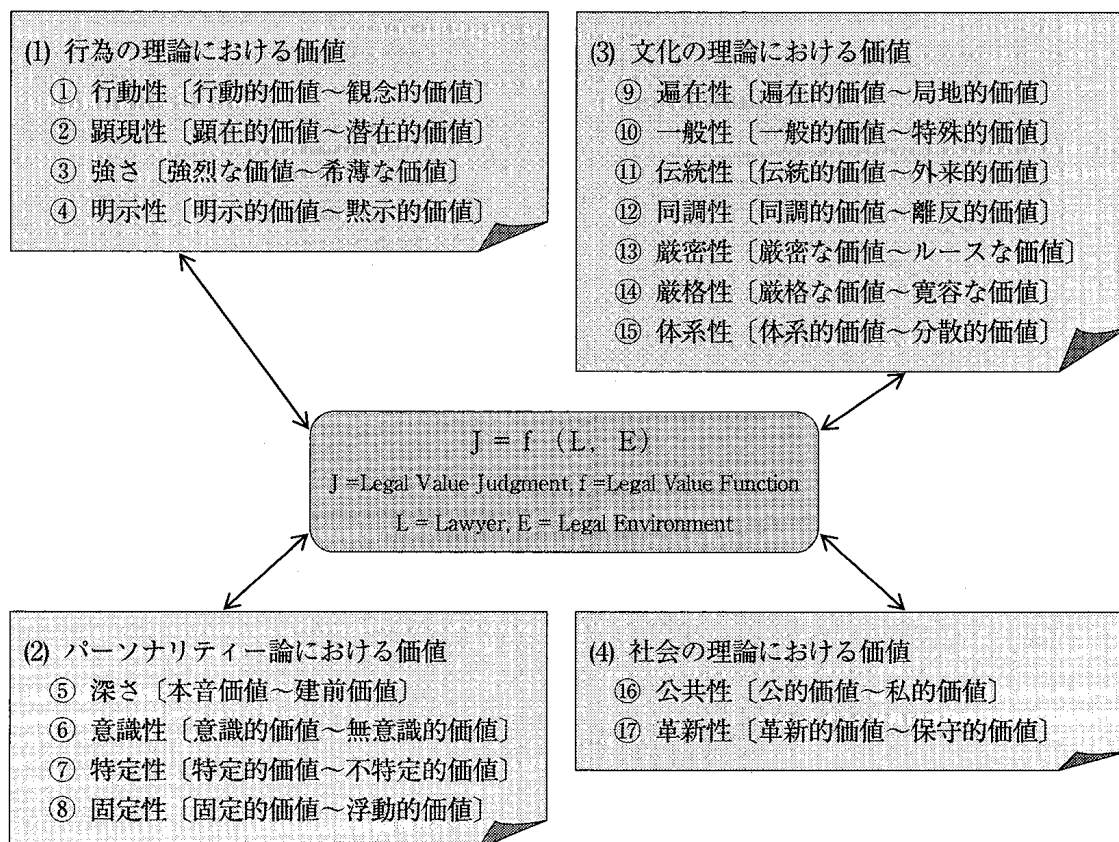 (1) 行為の理論における価値
① 行動性〔行動的価値～観念的価値〕
② 顕現性〔顕在的価値～潜在的価値〕
③ 強さ〔強烈な価値～希薄な価値〕
④ 明示性〔明示的価値～黙示的価値〕
(3) 文化の理論における価値
⑨ 遍在性〔遍在的価値～局地的価値〕
⑩ 一般性〔一般的価値～特殊的価値〕
⑪ 伝統性〔伝統的価値～外来的価値〕
⑫ 同調性〔同調的価値～離反的価値〕
⑬ 厳密性〔厳密な価値～ルースな価値〕
⑭ 厳格性〔厳格な価値～寛容な価値〕
⑮ 体系性〔体系的価値～分散的価値〕
J = f (L, E)
J =Legal Value Judgment, f =Legal Value Function
L = Lawyer, E = Legal Environment
(2) パーソナリティー論における価値
⑤ 深さ〔本音価値～建前価値〕
⑥ 意識性〔意識的価値～無意識的価値〕
⑦ 特定性〔特定的価値～不特定的価値〕
⑧ 固定性〔固定的価値～浮動的価値〕
(4) 社会の理論における価値
⑯ 公共性〔公的価値～私的価値〕
⑰ 革新性〔革新的価値～保守的価値〕